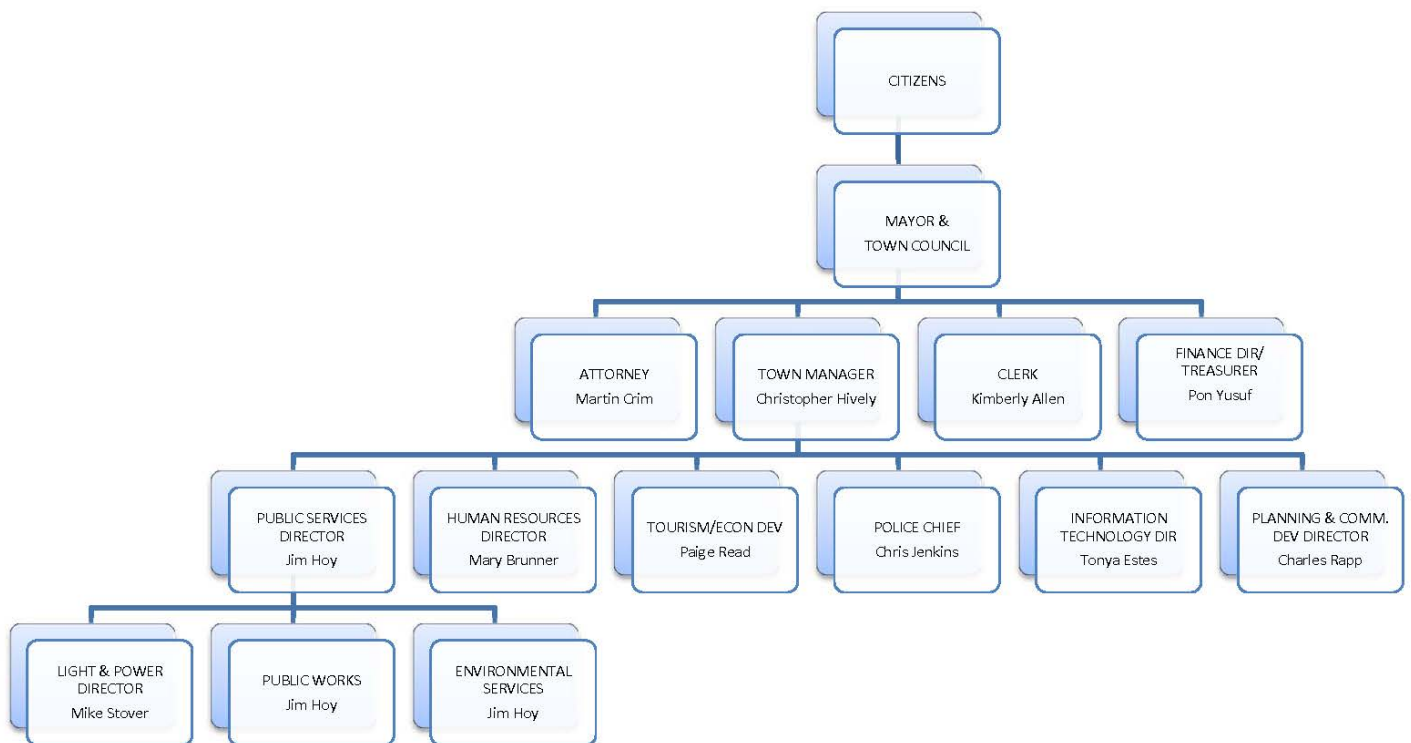 CITIZENS
MAYOR &
TOWN COUNCIL
ATTORNEY
Martin Crim
TOWN MANAGER
Christopher Hively
CLERK
Kimberly Allen
FINANCE DIR/
TREASURER
Pon Yusuf
PUBLIC SERVICES
DIRECTOR
Jim Hoy
HUMAN RESOURCES
DIRECTOR
Mary Brunner
TOURISM/ECON DEV
Paige Read
POLICE CHIEF
Chris Jenkins
INFORMATION
TECHNOLOGY DIR
Tonya Estes
PLANNING & COMM.
DEV DIRECTOR
Charles Rapp
LIGHT & POWER
DIRECTOR
Mike Stover
PUBLIC WORKS
Jim Hoy
ENVIRONMENTAL
SERVICES
Jim Hoy